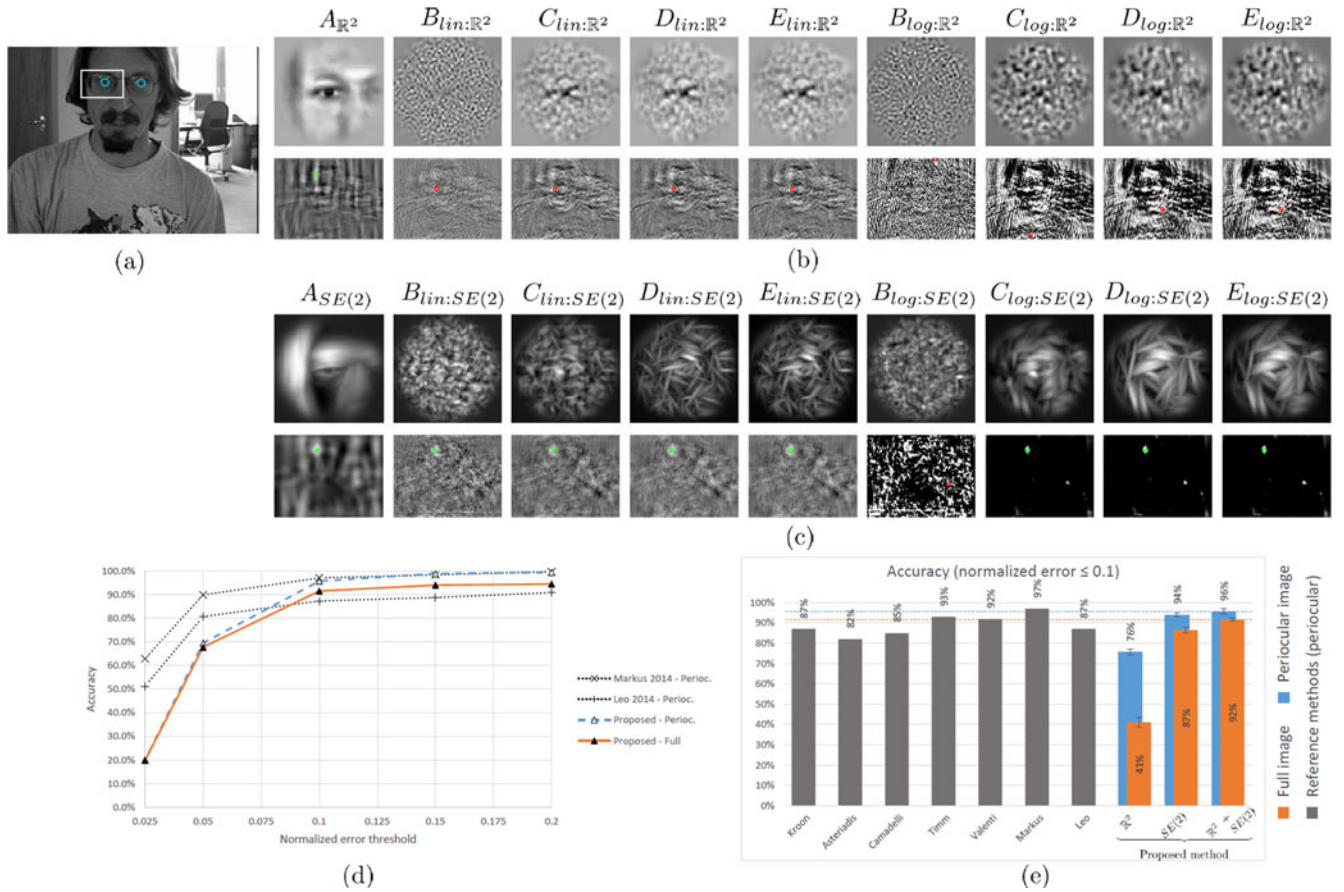 A_ℝ² B_lin:ℝ² C_lin:ℝ² D_lin:ℝ² E_lin:ℝ² B_log:ℝ² C_log:ℝ² D_log:ℝ² E_log:ℝ²
(a)
(b)
A_SE(2) B_lin:SE(2) C_lin:SE(2) D_lin:SE(2) E_lin:SE(2) B_log:SE(2) C_log:SE(2) D_log:SE(2) E_log:SE(2)
(c)
100.0%
90.0%
80.0%
70.0%
60.0%
50.0%
40.0%
30.0%
20.0%
10.0%
0.0%
Accuracy
0.025 0.05 0.075 0.1 0.125 0.15 0.175 0.2
Normalized error threshold
Markus 2014 - Perioc.
Leo 2014 - Perioc.
Proposed - Perioc.
Proposed - Full
(d)
Accuracy (normalized error ≤ 0.1)
100%
90%
80%
70%
60%
50%
40%
30%
20%
10%
0%
87% 82% 85% 93% 92% 97% 87% 76% 94% 96%
41% 87% 92%
Kroon Asteriadis Camadelli Timm Valenti Markus Leo ℝ² SE(2) ℝ² + SE(2)
Proposed method
Full image
Periocular image
Reference methods (periocular)
(e)